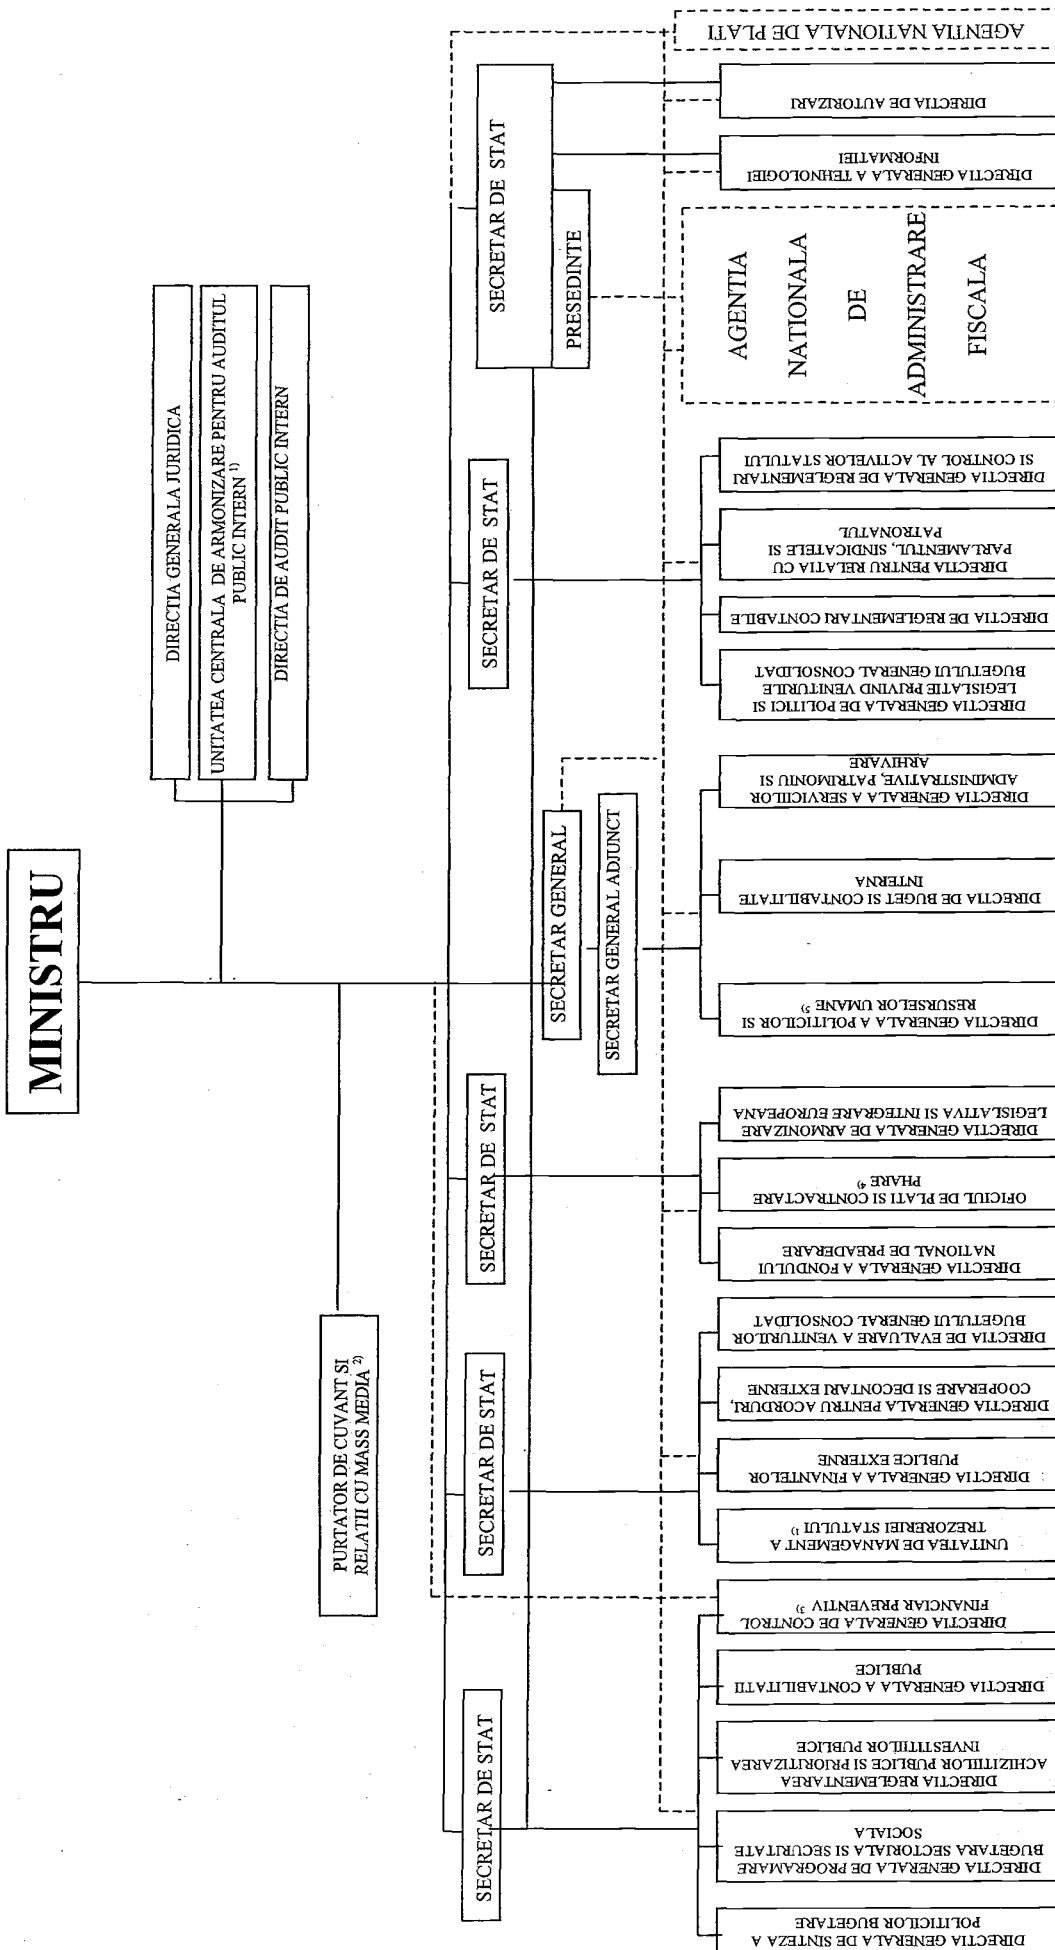 MINISTRU
DIRECTIA GENERALA JURIDICA
UNITATEA CENTRALA DE ARMONIZARE PENTRU AUDITUL
PUBLIC INTERN 1)
DIRECTIA DE AUDIT PUBLIC INTERN
PURTATOR DE CUVANT SI
RELATII CU MASS MEDIA 2)
SECRETAR DE STAT
SECRETAR DE STAT
SECRETAR DE STAT
SECRETAR DE STAT
SECRETAR DE STAT
PRESEDINTE
SECRETAR GENERAL
SECRETAR GENERAL ADJUNCT
DIRECTIA GENERALA DE SINTEZA A
POLITICILOR BUGETARE
DIRECTIA GENERALA DE PROGRAMARE
BUGETARA SECTORIALA SI SECURITATE
SOCIALA
DIRECTIA REGLEMENTAREA
ACHIZITIILOR PUBLICE SI PRIORITIZAREA
INVESTITIILOR PUBLICE
DIRECTIA GENERALA A CONTABILITATII
PUBLICE
DIRECTIA GENERALA DE CONTROL
FINANCIAR PREVENTIV 3)
UNITATEA DE MANAGEMENT A
TREZORERIEI STATULUI 1)
DIRECTIA GENERALA A FINANTELOR
PUBLICE EXTERNE
DIRECTIA GENERALA PENTRU ACORDURI,
COOPERARE SI DECONTARI EXTERNE
DIRECTIA DE EVALUARE A VENITURILOR
BUGETULUI GENERAL CONSOLIDAT
DIRECTIA GENERALA A FONDULUI
NATIONAL DE PREADERARE
OFICIUL DE PLATI SI CONTRACTARE
PHARE 4)
DIRECTIA GENERALA DE ARMONIZARE
LEGISLATIVA SI INTEGRARE EUROPEANA
DIRECTIA GENERALA A POLITICILOR SI
RESURSELOR UMANE 5)
DIRECTIA DE BUGET SI CONTABILITATE
INTERNA
DIRECTIA GENERALA A SERVICIILOR
ADMINISTRATIVE, PATRIMONIU SI
ARHIVARE
DIRECTIA GENERALA DE POLITICI SI
LEGISLATIE PRIVIND VENITURILE
BUGETULUI GENERAL CONSOLIDAT
DIRECTIA DE REGLEMENTARI CONTABILE
DIRECTIA PENTRU RELATIA CU
PARLAMENTUL, SINDICATELE SI
PATRONATUL
DIRECTIA GENERALA DE REGLEMENTARI
SI CONTROL AL ACTIVELOR STATULUI
AGENTIA
NATIONALA
DE
ADMINISTRARE
FISCALA
DIRECTIA GENERALA A TEHNOLOGIEI
INFORMATIEI
DIRECTIA DE AUTORIZARI
AGENTIA NATIONALA DE PLATI